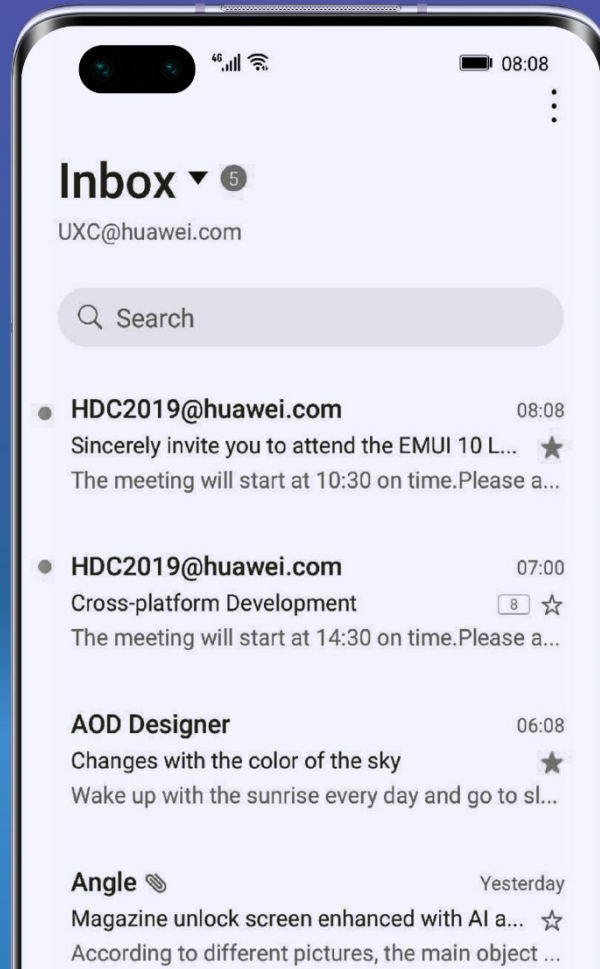 4G 08:08
Inbox 5
UXC@huawei.com
Search
HDC2019@huawei.com 08:08
Sincerely invite you to attend the EMUI 10 L...
The meeting will start at 10:30 on time.Please a...
HDC2019@huawei.com 07:00
Cross-platform Development 8
The meeting will start at 14:30 on time.Please a...
AOD Designer 06:08
Changes with the color of the sky
Wake up with the sunrise every day and go to sl...
Angle Yesterday
Magazine unlock screen enhanced with AI a...
According to different pictures, the main object ...